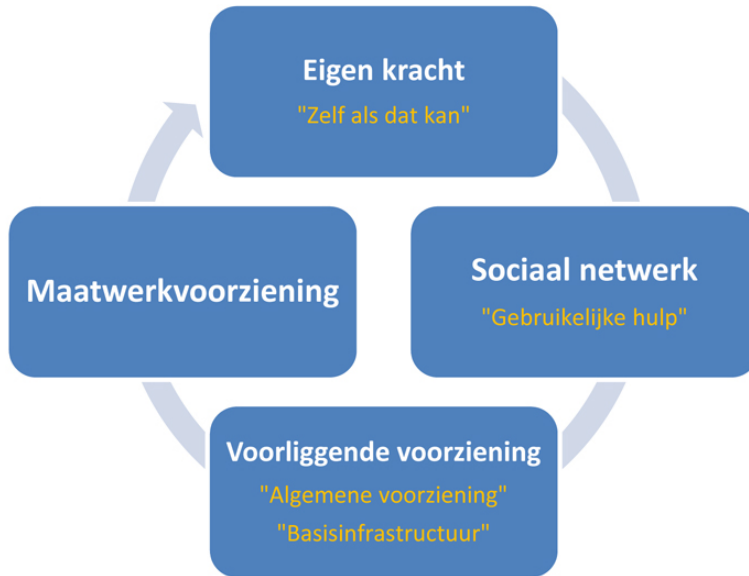 Eigen kracht
"Zelf als dat kan"
Sociaal netwerk
"Gebruikelijke hulp"
Voorliggende voorziening
"Algemene voorziening"
"Basisinfrastructuur"
Maatwerkvoorziening